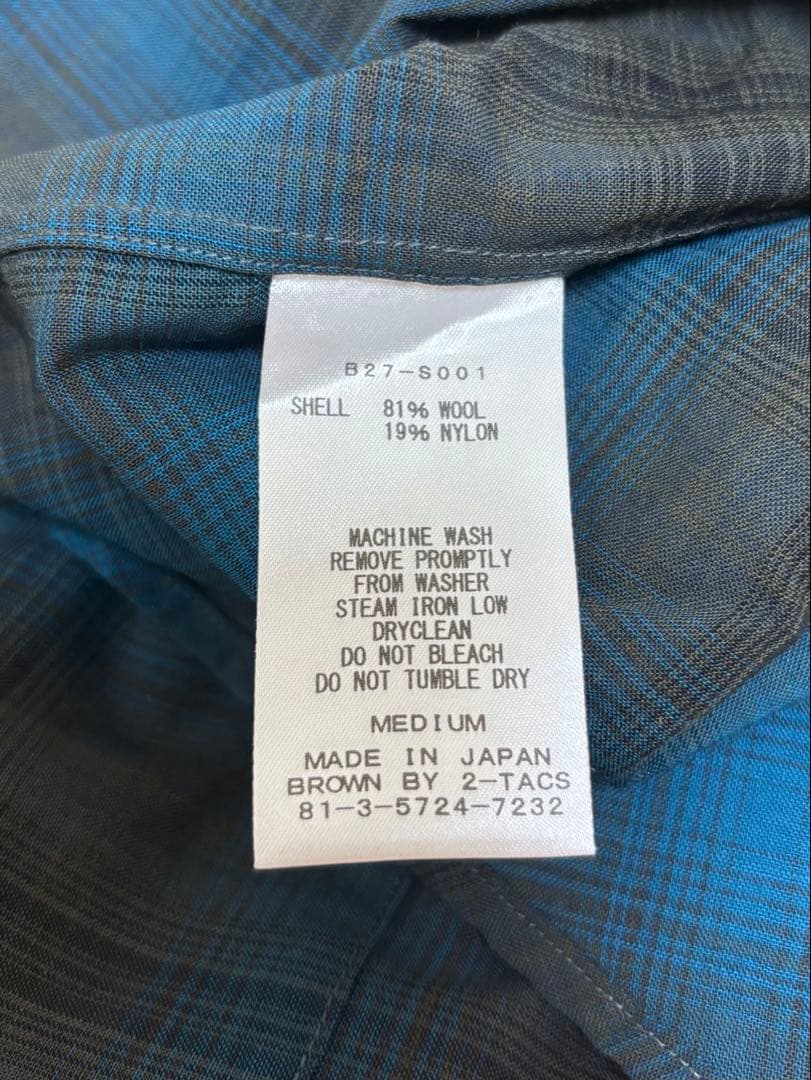 B27-S001
SHELL 81% WOOL
19% NYLON
MACHINE WASH
REMOVE PROMPTLY
FROM WASHER
STEAM IRON LOW
DRYCLEAN
DO NOT BLEACH
DO NOT TUMBLE DRY
MEDIUM
MADE IN JAPAN
BROWN BY 2-TACS
81-3-5724-7232